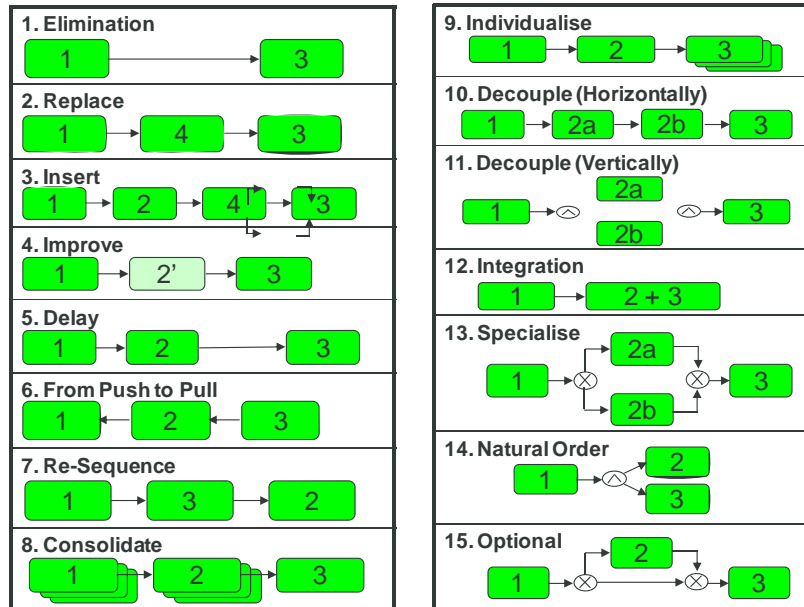 1. Elimination
1 3
2. Replace
1 4 3
3. Insert
1 2 4 3
4. Improve
1 2’ 3
5. Delay
1 2 3
6. From Push to Pull
1 2 3
7. Re-Sequence
1 3 2
8. Consolidate
1 2 3
9. Individualise
1 2 3
10. Decouple (Horizontally)
1 2a 2b 3
11. Decouple (Vertically)
2a
1 3
2b
12. Integration
1 2 + 3
13. Specialise
2a
1 3
2b
14. Natural Order
2
1
3
15. Optional
2
1 3